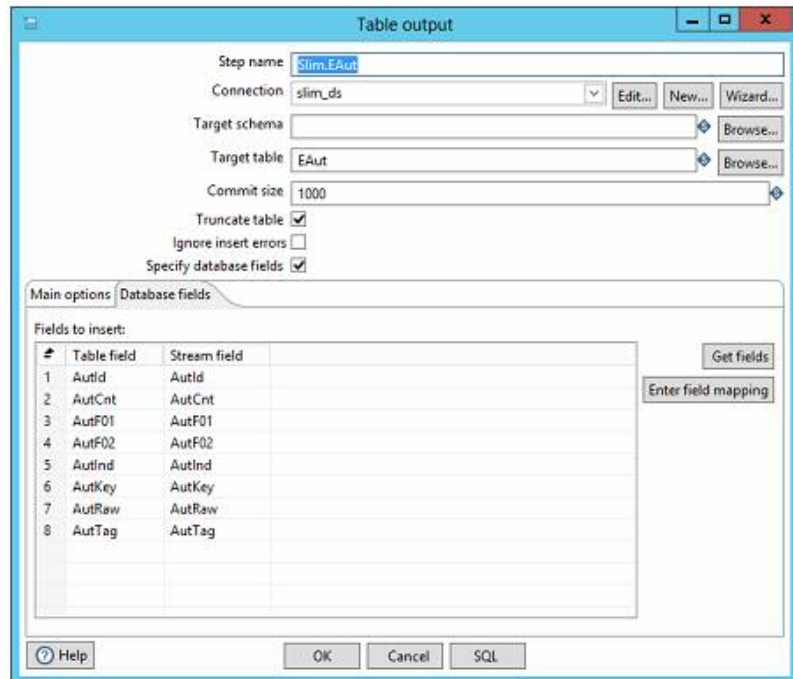 Table output
Step name Slim.EAut
Connection slim_ds Edit... New... Wizard...
Target schema Browse...
Target table EAut Browse...
Commit size 1000
Truncate table
Ignore insert errors
Specify database fields
Main options Database fields
Fields to insert:
# Table field Stream field Get fields
1 AutId AutId
Enter field mapping
2 AutCnt AutCnt
3 AutF01 AutF01
4 AutF02 AutF02
5 AutInd AutInd
6 AutKey AutKey
7 AutRaw AutRaw
8 AutTag AutTag
Help OK Cancel SQL